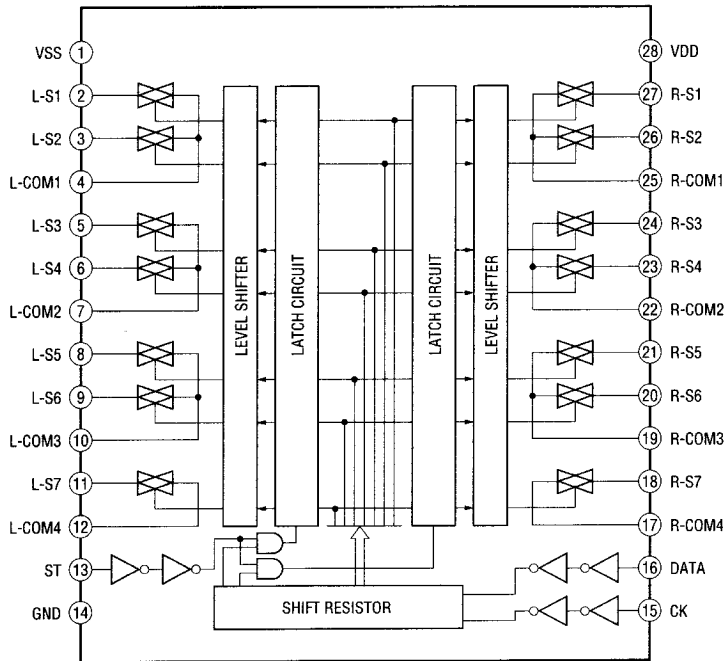 VSS 1
L-S1 2
L-S2 3
L-COM1 4
L-S3 5
L-S4 6
L-COM2 7
L-S5 8
L-S6 9
L-COM3 10
L-S7 11
L-COM4 12
ST 13
GND 14
LEVEL SHIFTER
LATCH CIRCUIT
LATCH CIRCUIT
LEVEL SHIFTER
SHIFT RESISTOR
28 VDD
27 R-S1
26 R-S2
25 R-COM1
24 R-S3
23 R-S4
22 R-COM2
21 R-S5
20 R-S6
19 R-COM3
18 R-S7
17 R-COM4
16 DATA
15 CK